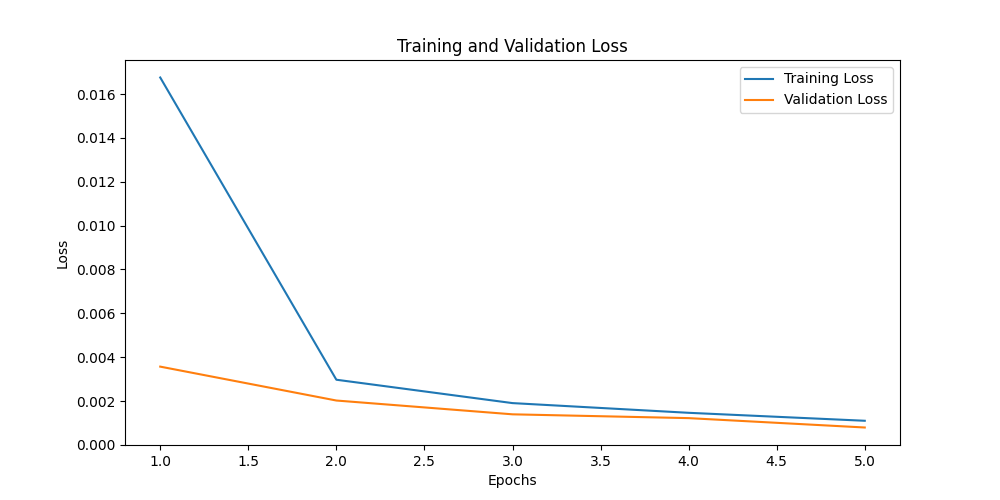 Training and Validation Loss
Training Loss
Validation Loss
0.016
0.014
0.012
0.010
0.008
0.006
0.004
0.002
0.000
Loss
1.0 1.5 2.0 2.5 3.0 3.5 4.0 4.5 5.0
Epochs